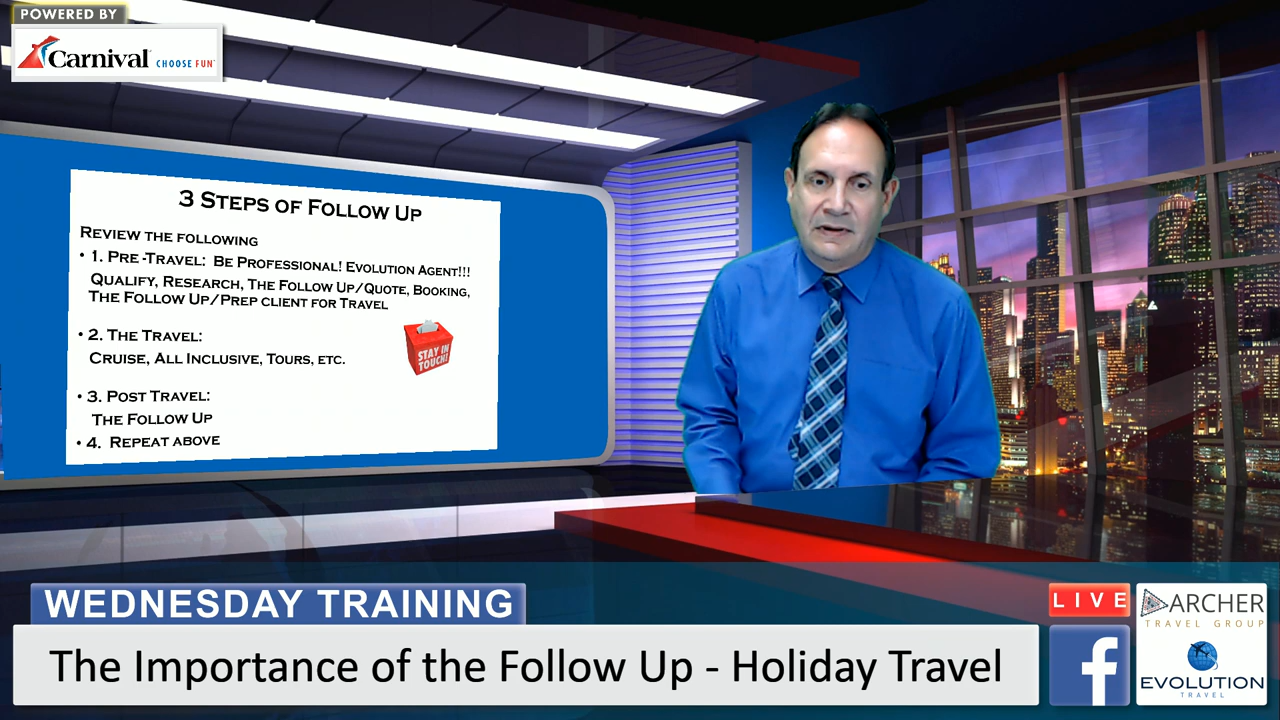 POWERED BY
Carnival CHOOSE FUN
3 STEPS OF FOLLOW UP
REVIEW THE FOLLOWING
• 1. PRE-TRAVEL: BE PROFESSIONAL! EVOLUTION AGENT!!!
QUALIFY, RESEARCH, THE FOLLOW UP/QUOTE, BOOKING,
THE FOLLOW UP/PREP CLIENT FOR TRAVEL
• 2. THE TRAVEL:
CRUISE, ALL INCLUSIVE, TOURS, ETC.
STAY IN
TOUCH!
• 3. POST TRAVEL:
THE FOLLOW UP
• 4. REPEAT ABOVE
WEDNESDAY TRAINING
The Importance of the Follow Up - Holiday Travel
LIVE
f
ARCHER
TRAVEL GROUP
EVOLUTION
TRAVEL